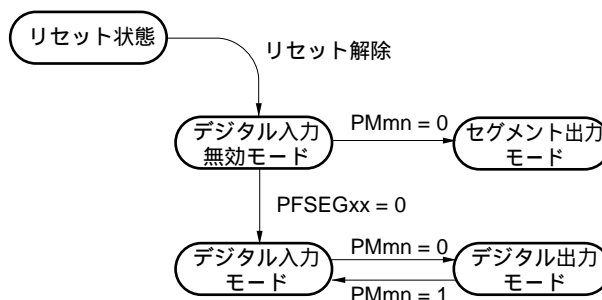 リセット状態
リセット解除
デジタル入力
無効モード
PMmn = 0
セグメント出力
モード
PFSEGxx = 0
デジタル入力
モード
PMmn = 0
PMmn = 1
デジタル出力
モード